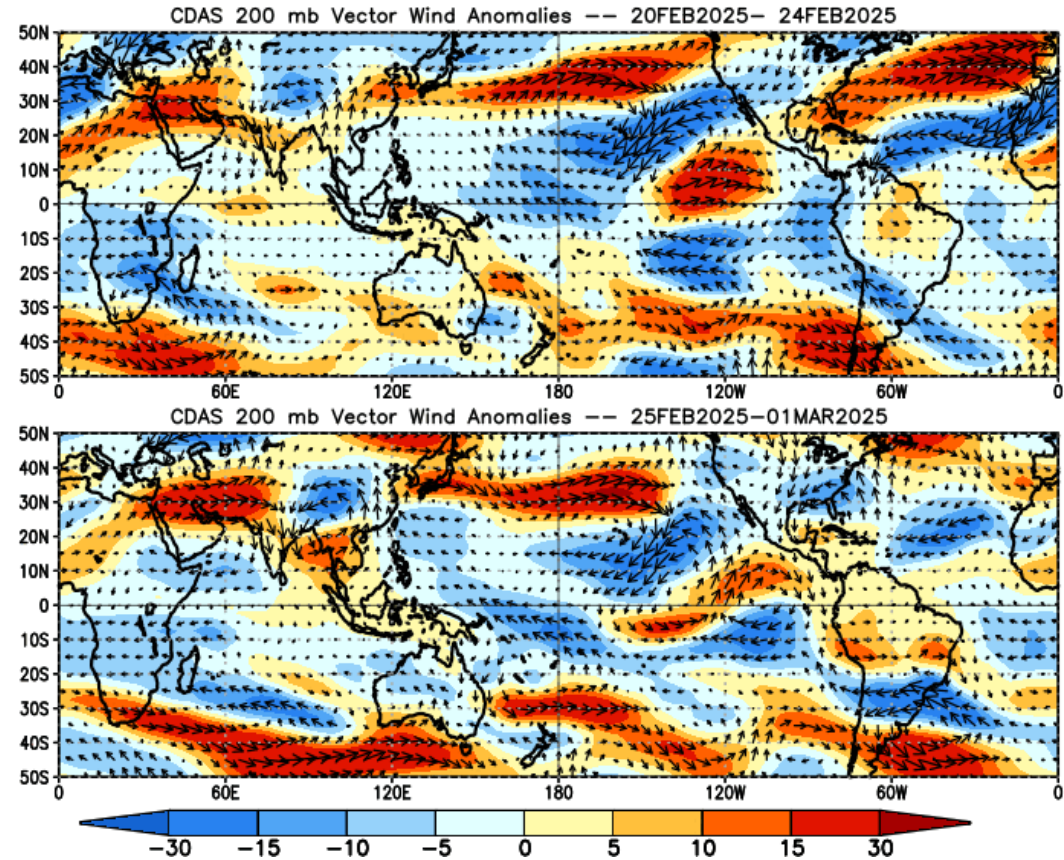 CDAS 200 mb Vector Wind Anomalies -- 20FEB2025- 24FEB2025
50N
40N
30N
20N
10N
0
10S
20S
30S
40S
50S
0 60E 120E 180 120W 60W 0
CDAS 200 mb Vector Wind Anomalies -- 25FEB2025-01MAR2025
50N
40N
30N
20N
10N
0
10S
20S
30S
40S
50S
0 60E 120E 180 120W 60W 0
-30 -15 -10 -5 0 5 10 15 30